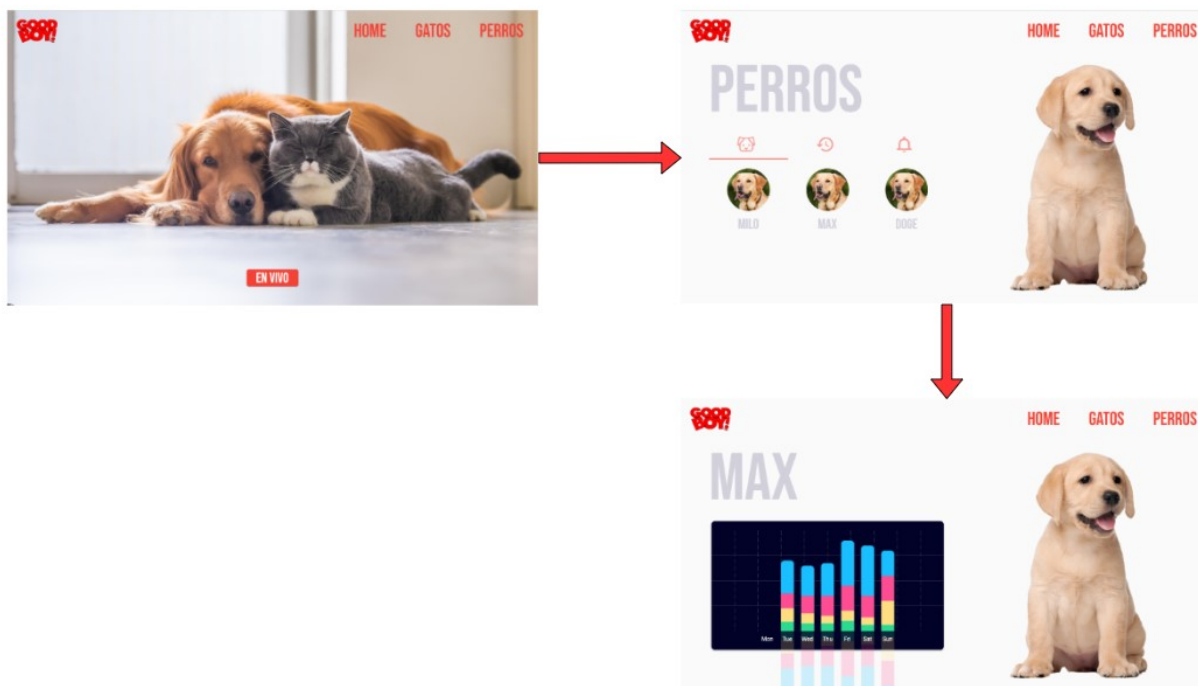 GOOD BOY!
HOME GATOS PERROS
EN VIVO
GOOD BOY!
HOME GATOS PERROS
PERROS
MILO MAX DOGE
GOOD BOY!
HOME GATOS PERROS
MAX
Mon Tue Wed Thu Fri Sat Sun